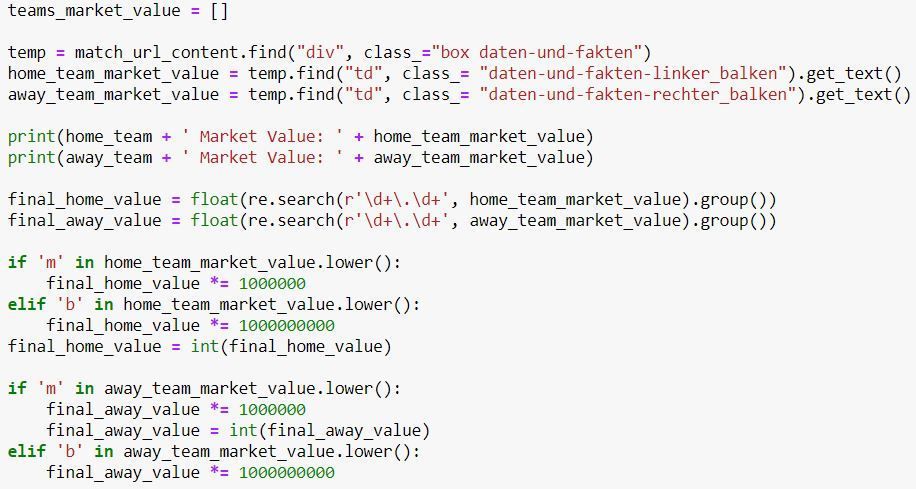 teams_market_value = []
temp = match_url_content.find("div", class_="box daten-und-fakten")
home_team_market_value = temp.find("td", class_= "daten-und-fakten-linker_balken").get_text()
away_team_market_value = temp.find("td", class_= "daten-und-fakten-rechter_balken").get_text()
print(home_team + ' Market Value: ' + home_team_market_value)
print(away_team + ' Market Value: ' + away_team_market_value)
final_home_value = float(re.search(r'\d+\.\d+', home_team_market_value).group())
final_away_value = float(re.search(r'\d+\.\d+', away_team_market_value).group())
if 'm' in home_team_market_value.lower():
    final_home_value *= 1000000
elif 'b' in home_team_market_value.lower():
    final_home_value *= 1000000000
final_home_value = int(final_home_value)
if 'm' in away_team_market_value.lower():
    final_away_value *= 1000000
    final_away_value = int(final_away_value)
elif 'b' in away_team_market_value.lower():
    final_away_value *= 1000000000